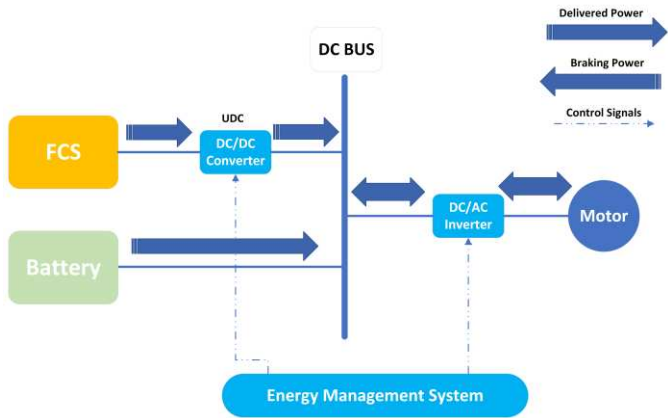 Delivered Power
DC BUS
Braking Power
UDC
Control Signals
FCS
DC/DC
Converter
DC/AC
Inverter
Motor
Battery
Energy Management System